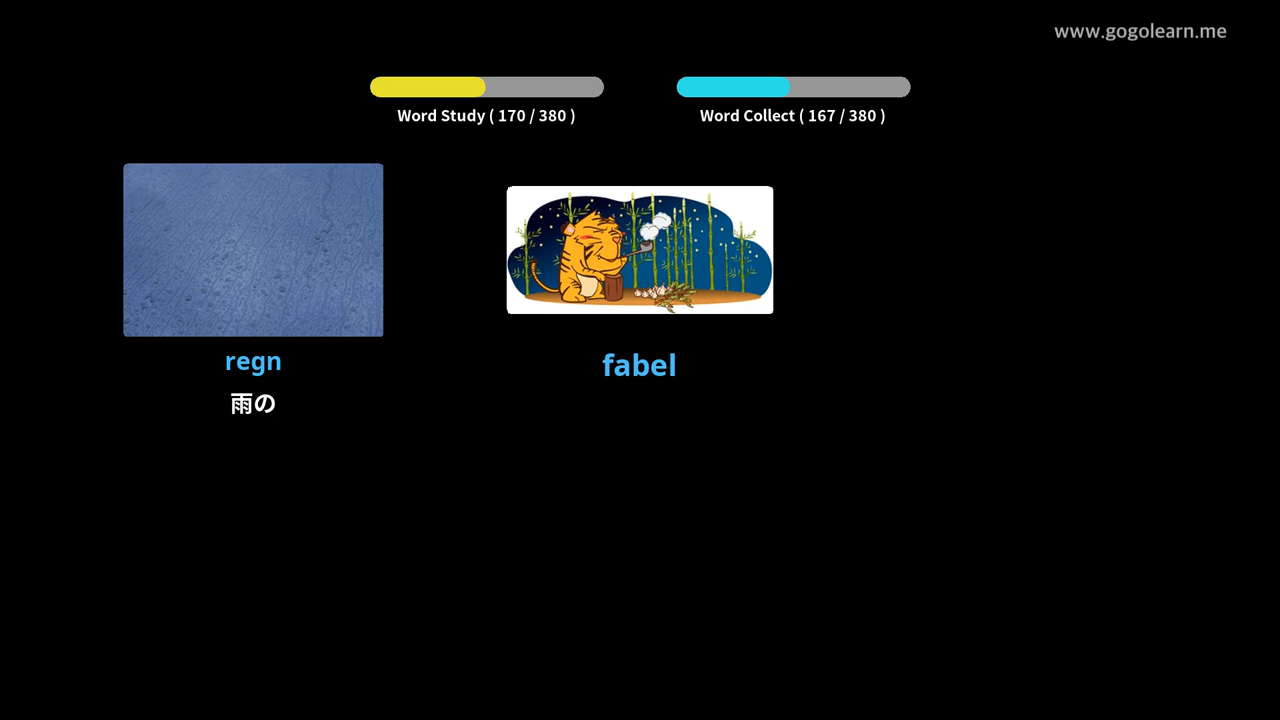 www.gogolearn.me
Word Study ( 170 / 380 )
Word Collect ( 167 / 380 )
regn
雨の
fabel